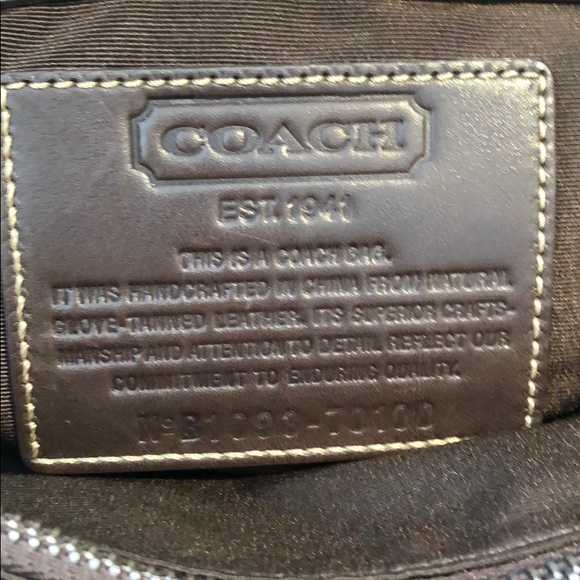 COACH
EST. 1941
THIS IS A COACH BAG.
IT WAS HANDCRAFTED IN CHINA FROM NATURAL
GLOVE-TANNED LEATHER. ITS SUPERIOR CRAFTS-
MANSHIP AND ATTENTION TO DETAIL REFLECT OUR
COMMITMENT TO ENDURING QUALITY.